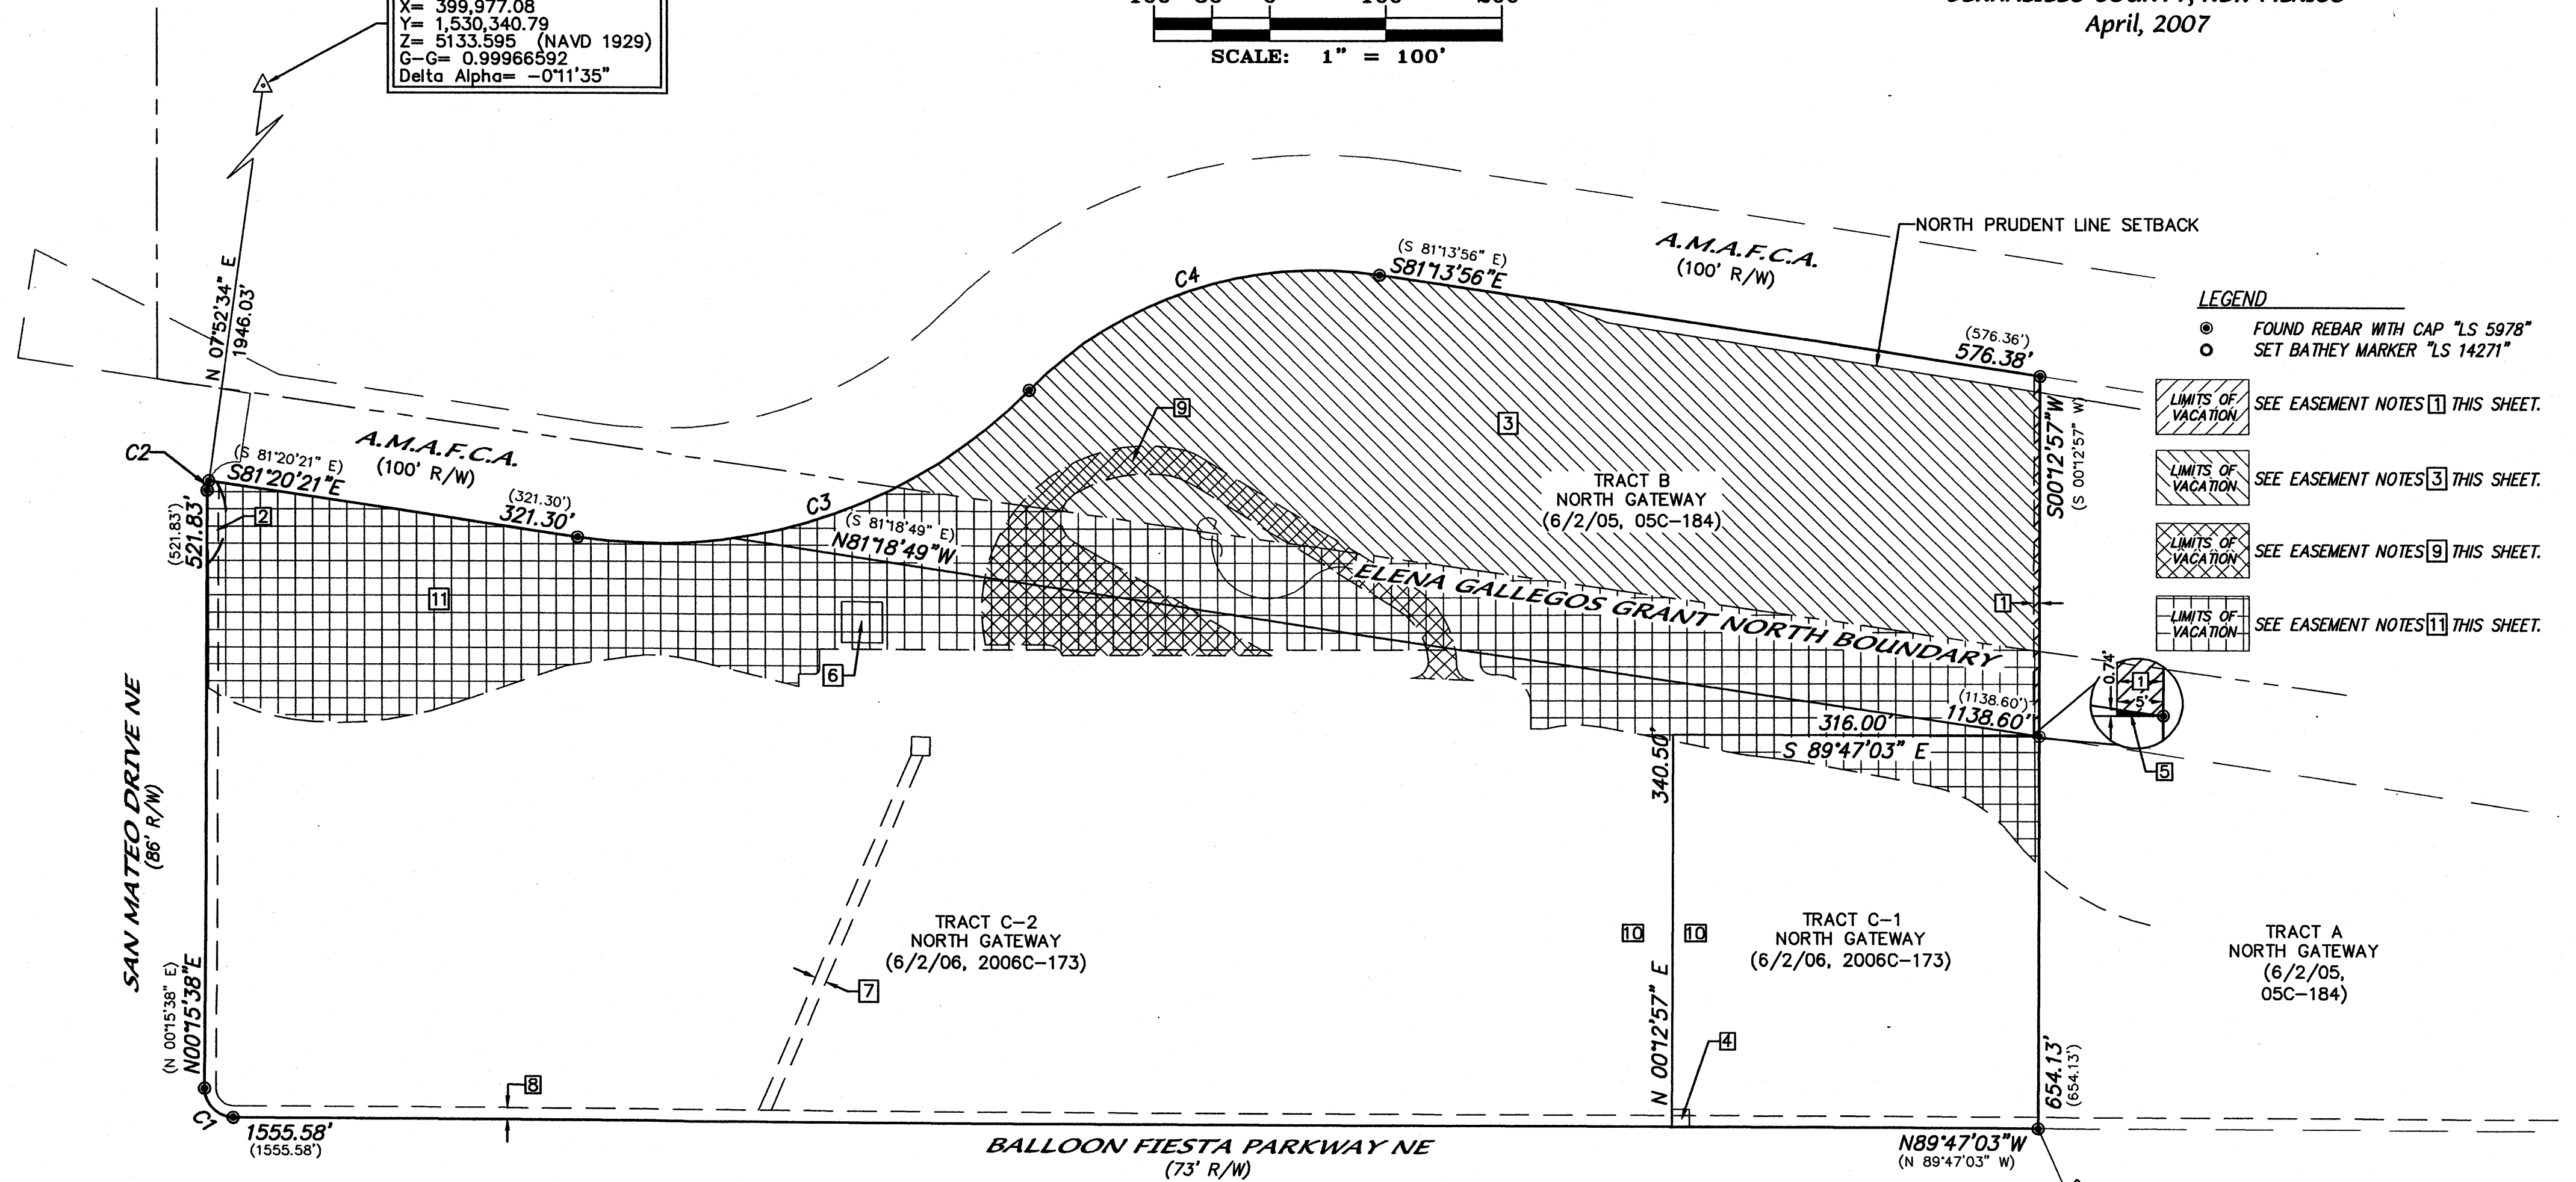 X= 399,977.08
Y= 1,530,340.79
Z= 5133.595 (NAVD 1929)
G-G= 0.99966592
Delta Alpha= -0°11'35"
SCALE: 1" = 100'
April, 2007
N 07°52'34" E
1946.03'
NORTH PRUDENT LINE SETBACK
A.M.A.F.C.A.
(100' R/W)
(S 81°13'56" E)
S81°13'56"E
C4
(576.36')
576.38'
LEGEND
FOUND REBAR WITH CAP "LS 5978"
SET BATHEY MARKER "LS 14271"
LIMITS OF
VACATION
SEE EASEMENT NOTES 1 THIS SHEET.
LIMITS OF
VACATION
SEE EASEMENT NOTES 3 THIS SHEET.
LIMITS OF
VACATION
SEE EASEMENT NOTES 9 THIS SHEET.
LIMITS OF
VACATION
SEE EASEMENT NOTES 11 THIS SHEET.
S00°12'57"W
(S 00°12'57" W)
9
3
C2
(S 81°20'21" E)
S81°20'21"E
A.M.A.F.C.A.
(100' R/W)
(321.30')
321.30'
C3
(S 81°18'49" E)
N81°18'49"W
TRACT B
NORTH GATEWAY
(6/2/05, 05C-184)
2
(521.83')
521.83'
11
6
ELENA GALLEGOS GRANT NORTH BOUNDARY
1
(1138.60')
1138.60'
316.00'
S 89°47'03" E
0.74'
1
5'
5
340.50'
SAN MATEO DRIVE NE
(86' R/W)
TRACT C-2
NORTH GATEWAY
(6/2/06, 2006C-173)
10
10
TRACT C-1
NORTH GATEWAY
(6/2/06, 2006C-173)
TRACT A
NORTH GATEWAY
(6/2/05,
05C-184)
7
N 00°12'57" E
4
(N 00°15'38" E)
N00°15'38"E
8
654.13'
(654.13')
C1
1555.58'
(1555.58')
BALLOON FIESTA PARKWAY NE
(73' R/W)
N89°47'03"W
(N 89°47'03" W)